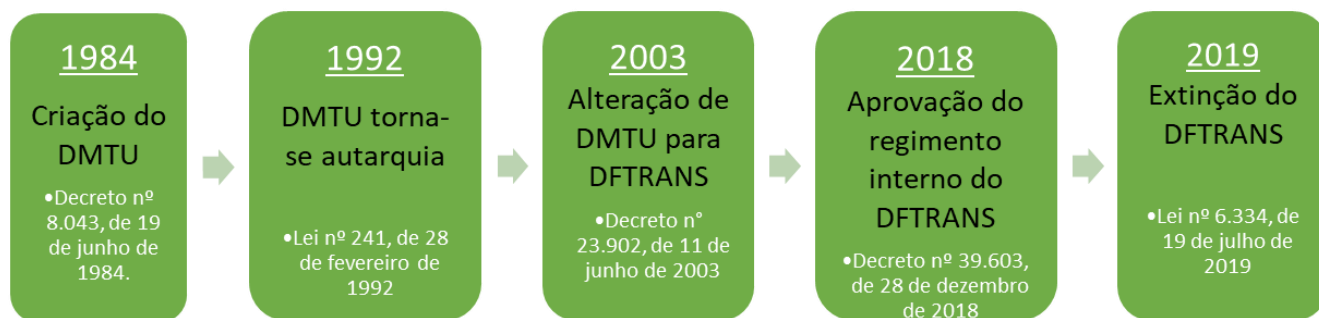 1984
Criação do
DMTU
•Decreto nº
8.043, de 19
de junho de
1984.
1992
DMTU torna-
se autarquia
•Lei nº 241, de 28
de fevereiro de
1992
2003
Alteração de
DMTU para
DFTRANS
•Decreto n°
23.902, de 11 de
junho de 2003
2018
Aprovação do
regimento
interno do
DFTRANS
•Decreto nº 39.603,
de 28 de dezembro
de 2018
2019
Extinção do
DFTRANS
•Lei nº 6.334, de
19 de julho de
2019